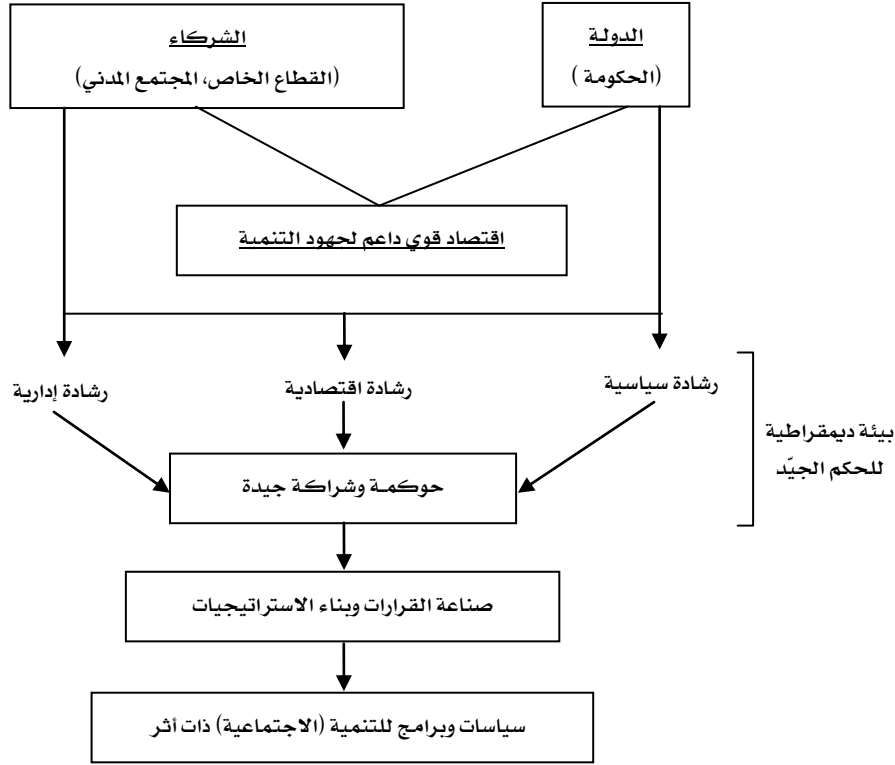 الدولة
(الحكومة )
الشركاء
(القطاع الخاص، المجتمع المدني)
اقتصاد قوي داعم لجهود التنمية
رشادة سياسية
رشادة اقتصادية
رشادة إدارية
بيئة ديمقراطية
للحكم الجيّد
حوكمة وشراكة جيدة
صناعة القرارات وبناء الاستراتيجيات
سياسات وبرامج للتنمية (الاجتماعية) ذات أثر